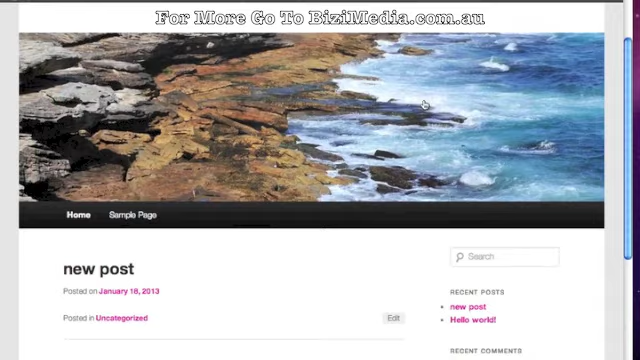 For More Go To BiziMedia.com.au
Home Sample Page
new post
Posted on January 18, 2013
Posted in Uncategorized
Edit
Search
RECENT POSTS
new post
Hello world!
RECENT COMMENTS